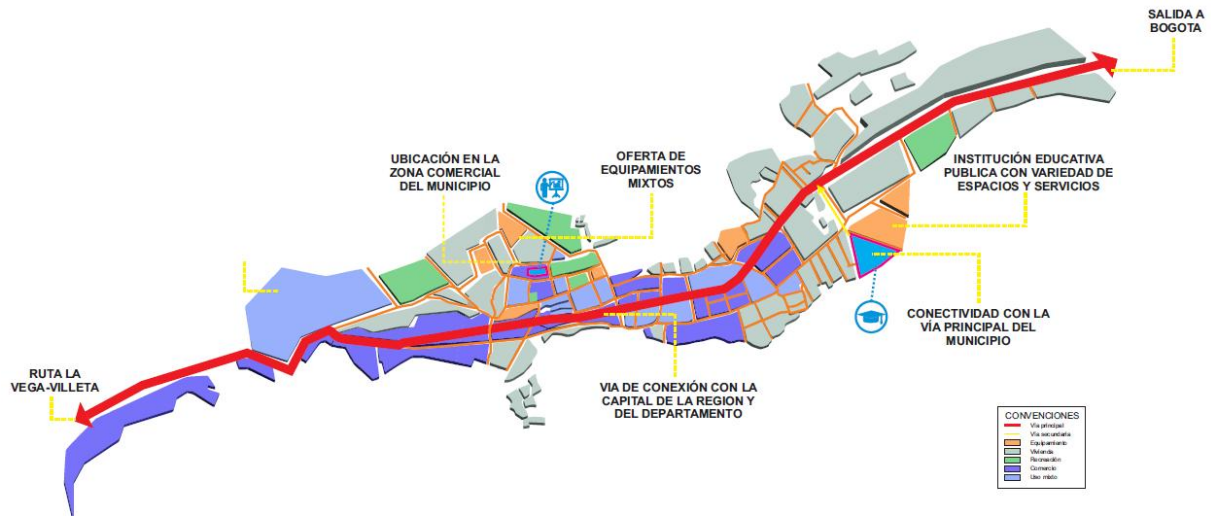 SALIDA A
BOGOTA
UBICACIÓN EN LA
ZONA COMERCIAL
DEL MUNICIPIO
OFERTA DE
EQUIPAMIENTOS
MIXTOS
INSTITUCIÓN EDUCATIVA
PUBLICA CON VARIEDAD DE
ESPACIOS Y SERVICIOS
CONECTIVIDAD CON LA
VÍA PRINCIPAL DEL
MUNICIPIO
RUTA LA
VEGA-VILLETA
VIA DE CONEXIÓN CON LA
CAPITAL DE LA REGION Y
DEL DEPARTAMENTO
CONVENCIONES
Vía principal
Vía secundaria
Equipamiento
Vivienda
Recreación
Comercio
Uso mixto